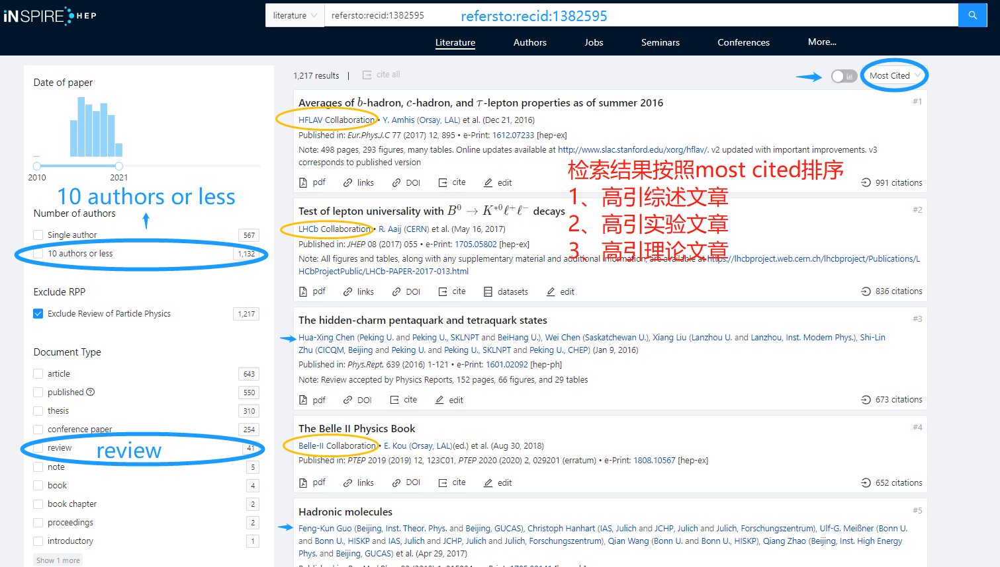 iNSPIRE HEP
literature
refersto:recid:1382595
refersto:recid:1382595
Literature
Authors
Jobs
Seminars
Conferences
More...
Date of paper
2010
2021
10 authors or less
Number of authors
Single author
567
10 authors or less
1,132
Exclude RPP
Exclude Review of Particle Physics
1,217
Document Type
article
643
published
550
thesis
310
conference paper
254
review
review
41
note
5
book
4
book chapter
2
proceedings
2
introductory
1
Show 1 more
1,217 results | cite all
Most Cited
Averages of b-hadron, c-hadron, and τ-lepton properties as of summer 2016
#1
HFLAV Collaboration • Y. Amhis (Orsay, LAL) et al. (Dec 21, 2016)
Published in: Eur.Phys.J.C 77 (2017) 12, 895 • e-Print: 1612.07233 [hep-ex]
Note: 498 pages, 293 figures, many tables. Online updates available at http://www.slac.stanford.edu/xorg/hflav/. v2 updated with important improvements. v3
corresponds to published version
pdf links DOI cite edit
991 citations
检索结果按照most cited排序
1、高引综述文章
2、高引实验文章
3、高引理论文章
Test of lepton universality with B⁰ → K*⁰ℓ⁺ℓ⁻ decays
#2
LHCb Collaboration • R. Aaij (CERN) et al. (May 16, 2017)
Published in: JHEP 08 (2017) 055 • e-Print: 1705.05802 [hep-ex]
Note: All figures and tables, along with any supplementary material and additional information, are available at https://lhcbproject.web.cern.ch/lhcbproject/Publications/L
HCbProjectPublic/LHCb-PAPER-2017-013.html
pdf links DOI cite datasets edit
836 citations
The hidden-charm pentaquark and tetraquark states
#3
Hua-Xing Chen (Peking U. and Peking U., SKLNPT and BeiHang U.), Wei Chen (Saskatchewan U.), Xiang Liu (Lanzhou U. and Lanzhou, Inst. Modern Phys.), Shi-Lin
Zhu (CICQM, Beijing and Peking U. and Peking U., SKLNPT and Peking U., CHEP) (Jan 9, 2016)
Published in: Phys.Rept. 639 (2016) 1-121 • e-Print: 1601.02092 [hep-ph]
Note: Review accepted by Physics Reports, 152 pages, 66 figures, and 29 tables
pdf DOI cite edit
673 citations
The Belle II Physics Book
#4
Belle-II Collaboration • E. Kou (Orsay, LAL)(ed.) et al. (Aug 30, 2018)
Published in: PTEP 2019 (2019) 12, 123C01, PTEP 2020 (2020) 2, 029201 (erratum) • e-Print: 1808.10567 [hep-ex]
pdf links DOI cite edit
652 citations
Hadronic molecules
#5
Feng-Kun Guo (Beijing, Inst. Theor. Phys. and Beijing, GUCAS), Christoph Hanhart (IAS, Julich and JCHP, Julich and Julich, Forschungszentrum), Ulf-G. Meißner (Bonn U.
and Bonn U., HISKP and IAS, Julich and JCHP, Julich and Julich, Forschungszentrum), Qian Wang (Bonn U. and Bonn U., HISKP), Qiang Zhao (Beijing, Inst. High Energy
Phys. and Beijing, GUCAS) et al. (Apr 29, 2017)